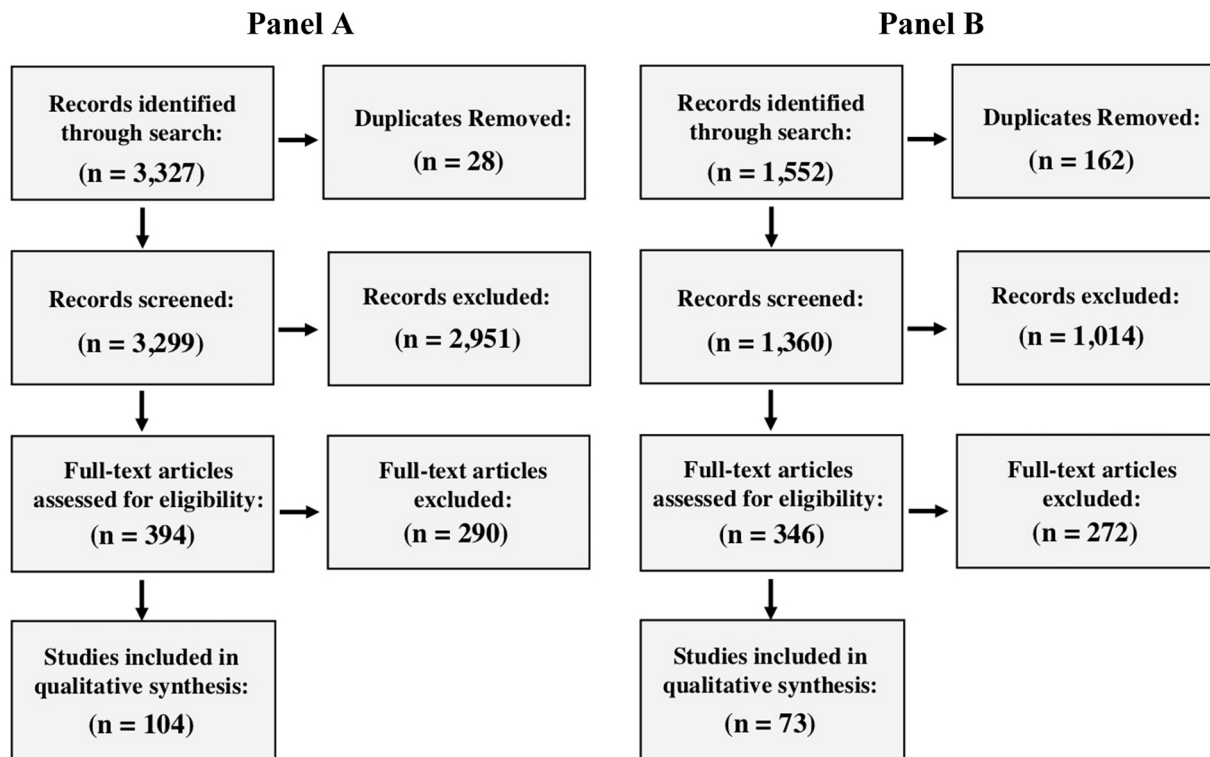 Panel A
Records identified
through search:
(n = 3,327)
Duplicates Removed:
(n = 28)
Records screened:
(n = 3,299)
Records excluded:
(n = 2,951)
Full-text articles
assessed for eligibility:
(n = 394)
Full-text articles
excluded:
(n = 290)
Studies included in
qualitative synthesis:
(n = 104)
Panel B
Records identified
through search:
(n = 1,552)
Duplicates Removed:
(n = 162)
Records screened:
(n = 1,360)
Records excluded:
(n = 1,014)
Full-text articles
assessed for eligibility:
(n = 346)
Full-text articles
excluded:
(n = 272)
Studies included in
qualitative synthesis:
(n = 73)